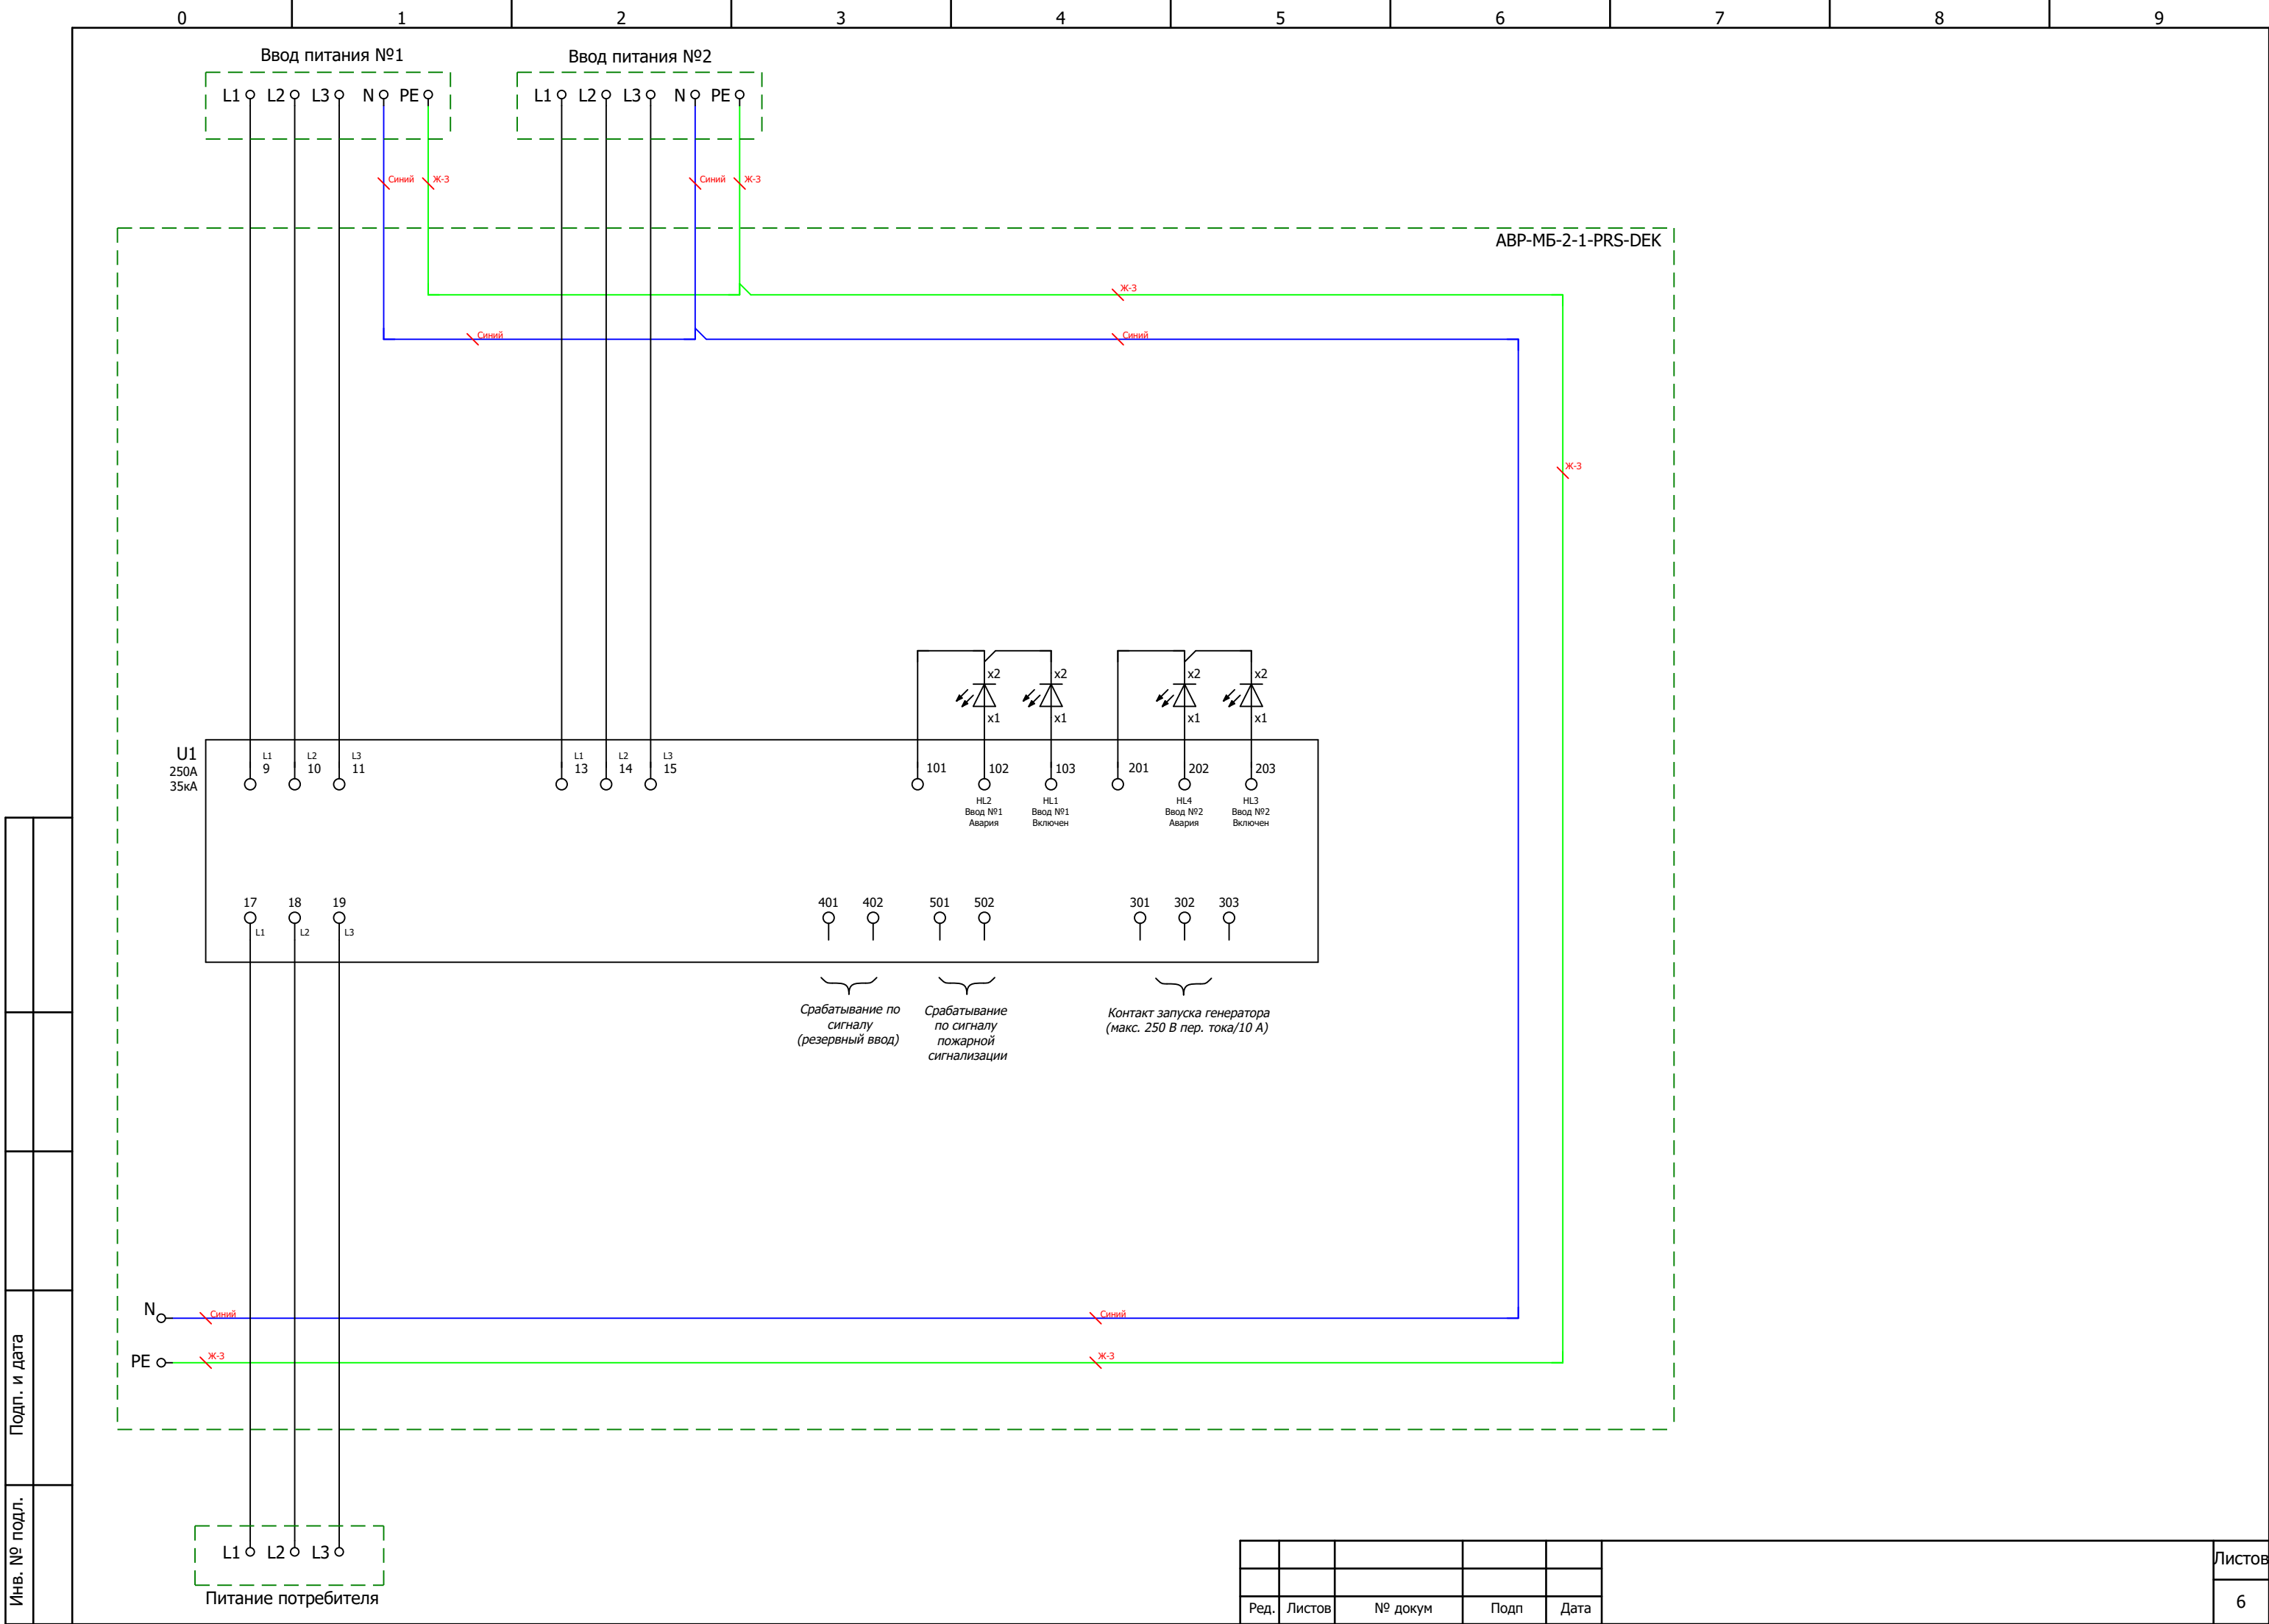 0 1 2 3 4 5 6 7 8 9
Ввод питания №1
Ввод питания №2
L1 L2 L3 N PE
L1 L2 L3 N PE
Синий Ж-З
Синий Ж-З
АВР-МБ-2-1-PRS-DEK
Ж-З
Синий
Синий
Ж-З
x2 x2 x2 x2
x1 x1 x1 x1
U1
250А
35кА
L1 L2 L3
9 10 11
L1 L2 L3
13 14 15
101 102 103 201 202 203
HL2
Ввод №1
Авария
HL1
Ввод №1
Включен
HL4
Ввод №2
Авария
HL3
Ввод №2
Включен
17 18 19
L1 L2 L3
401 402 501 502 301 302 303
Срабатывание по
сигналу
(резервный ввод)
Срабатывание
по сигналу
пожарной
сигнализации
Контакт запуска генератора
(макс. 250 В пер. тока/10 А)
N
Синий
Синий
PE
Ж-З
Ж-З
L1 L2 L3
Питание потребителя
Подп. и дата
Инв. № подл.
Ред. Листов № докум Подп Дата
Листов
6